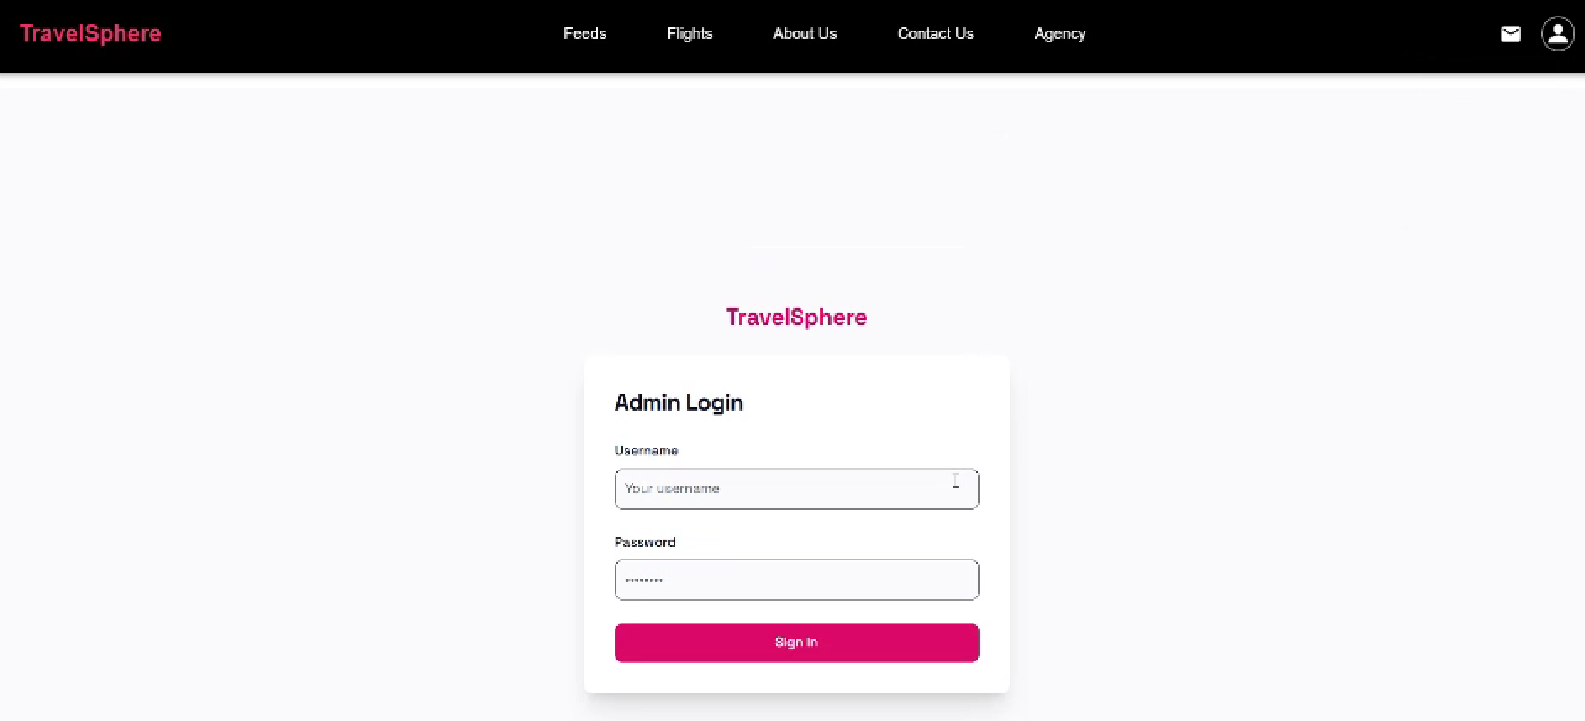 TravelSphere Feeds Flights About Us Contact Us Agency
TravelSphere
Admin Login
Username
Your username
Password
••••••••
Sign In